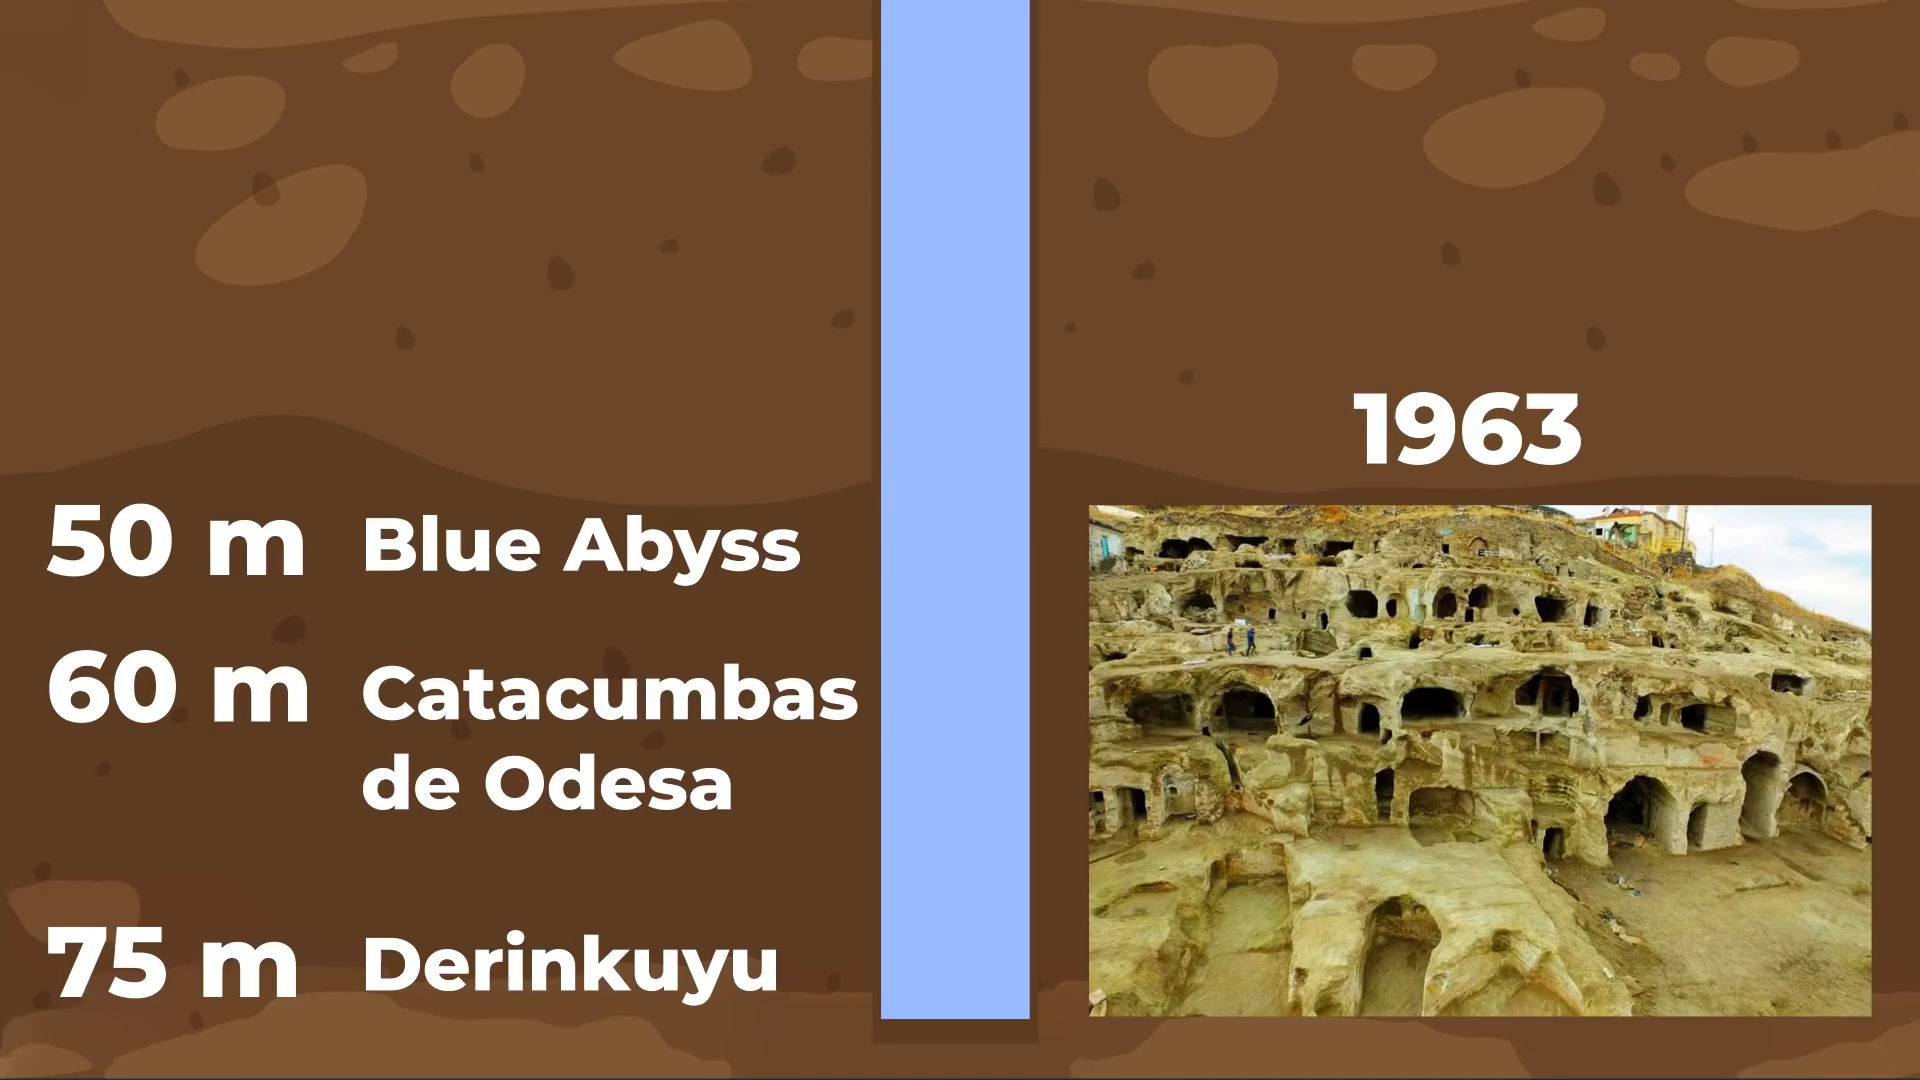 1963
50 m Blue Abyss
60 m Catacumbas
de Odesa
75 m Derinkuyu